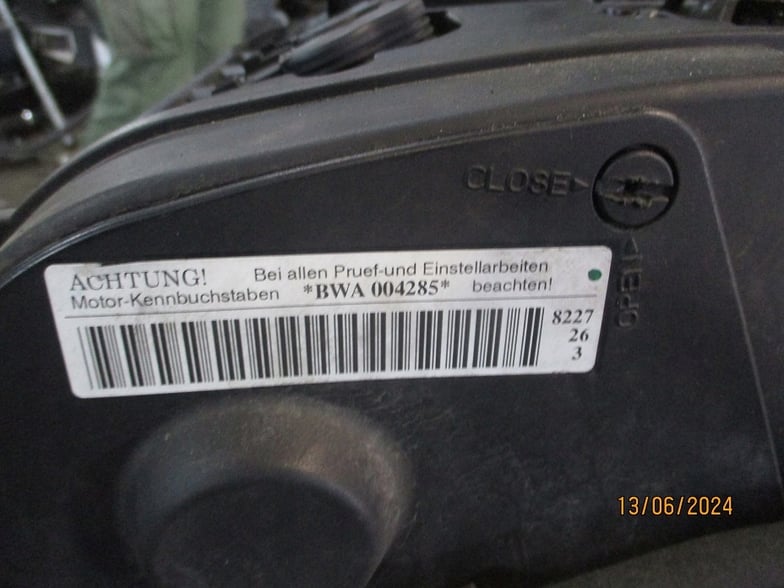 CLOSE
OPEN
ACHTUNG! Bei allen Pruef-und Einstellarbeiten
Motor-Kennbuchstaben *BWA 004285* beachten!
8227
26
3
13/06/2024